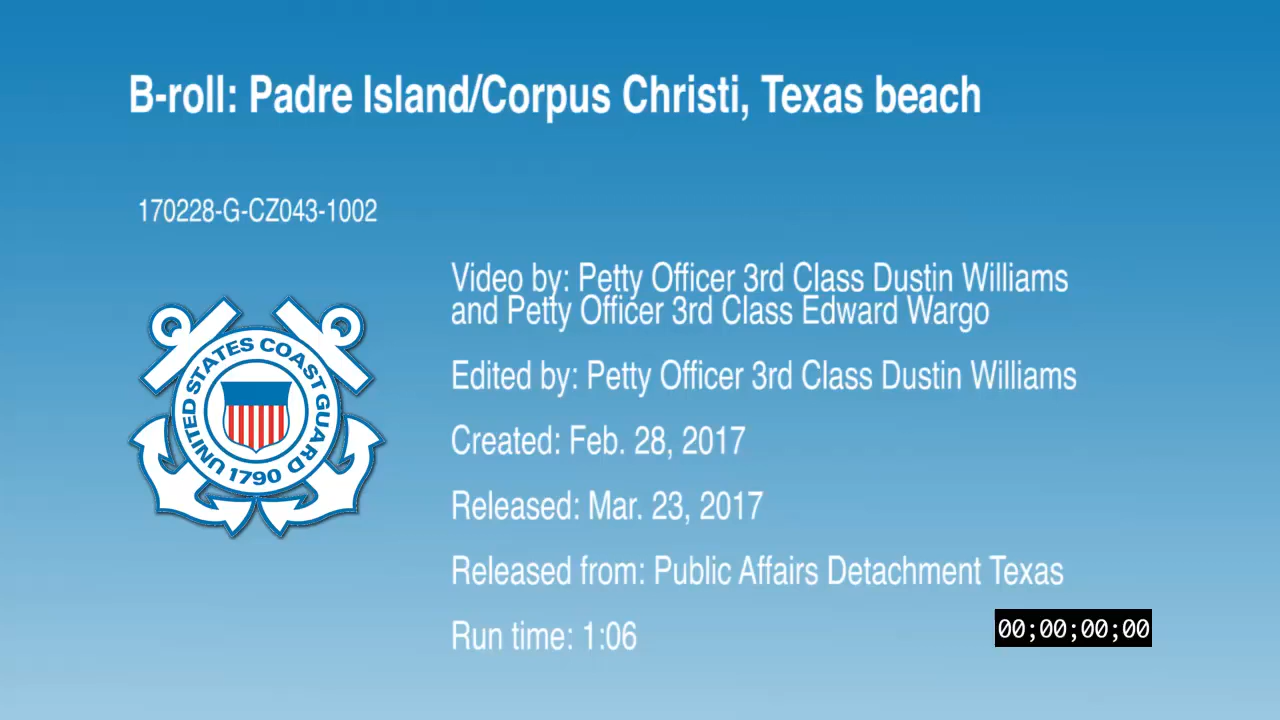 B-roll: Padre Island/Corpus Christi, Texas beach
170228-G-CZ043-1002
Video by: Petty Officer 3rd Class Dustin Williams
and Petty Officer 3rd Class Edward Wargo
UNITED STATES COAST GUARD
1790
Edited by: Petty Officer 3rd Class Dustin Williams
Created: Feb. 28, 2017
Released: Mar. 23, 2017
Released from: Public Affairs Detachment Texas
Run time: 1:06
00;00;00;00